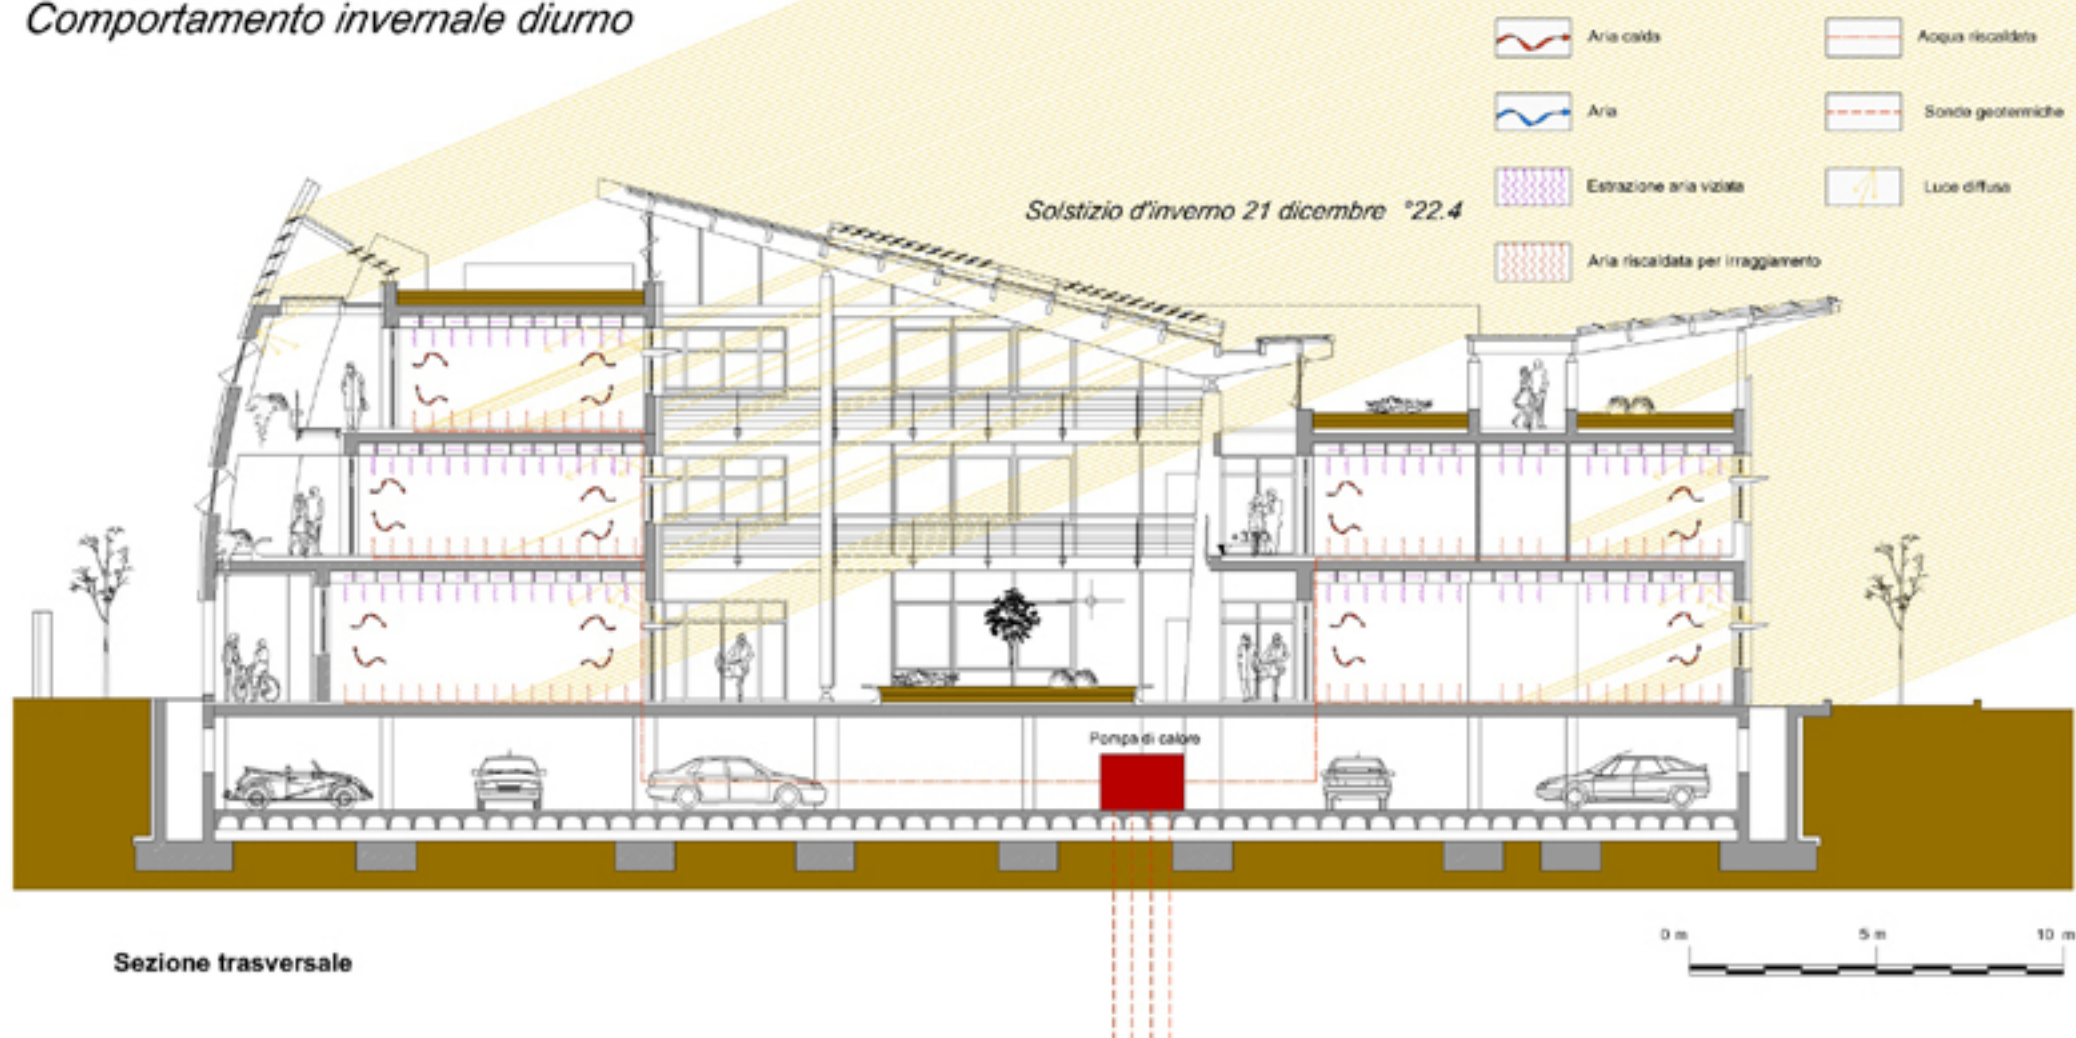 Comportamento invernale diurno
Aria calda
Acqua riscaldata
Aria
Sonde geotermiche
Estrazione aria viziata
Luce diffusa
Solstizio d'inverno 21 dicembre °22.4
Aria riscaldata per irraggiamento
Pompa di calore
0 m
5 m
10 m
Sezione trasversale